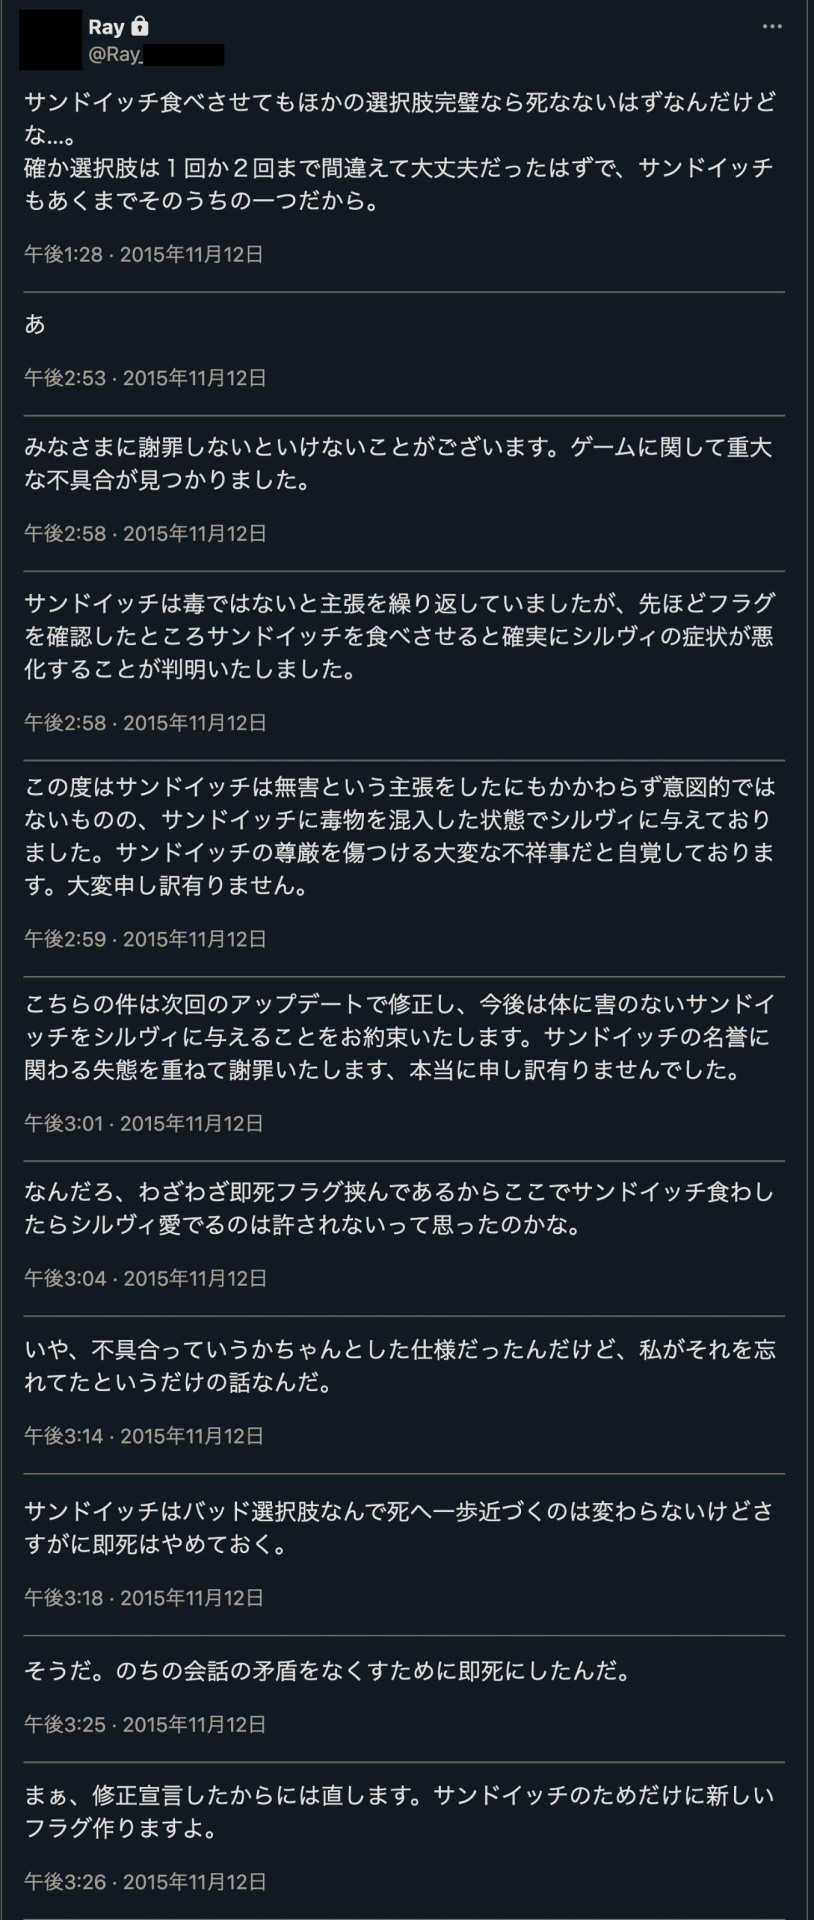 Ray
@Ray_
サンドイッチ食べさせてもほかの選択肢完璧なら死なないはずなんだけど
な...。
確か選択肢は１回か２回まで間違えて大丈夫だったはずで、サンドイッチ
もあくまでそのうちの一つだから。
午後1:28 · 2015年11月12日
あ
午後2:53 · 2015年11月12日
みなさまに謝罪しないといけないことがございます。ゲームに関して重大
な不具合が見つかりました。
午後2:58 · 2015年11月12日
サンドイッチは毒ではないと主張を繰り返していましたが、先ほどフラグ
を確認したところサンドイッチを食べさせると確実にシルヴィの症状が悪
化することが判明いたしました。
午後2:58 · 2015年11月12日
この度はサンドイッチは無害という主張をしたにもかかわらず意図的では
ないものの、サンドイッチに毒物を混入した状態でシルヴィに与えており
ました。サンドイッチの尊厳を傷つける大変な不祥事だと自覚しておりま
す。大変申し訳有りません。
午後2:59 · 2015年11月12日
こちらの件は次回のアップデートで修正し、今後は体に害のないサンドイ
ッチをシルヴィに与えることをお約束いたします。サンドイッチの名誉に
関わる失態を重ねて謝罪いたします、本当に申し訳有りませんでした。
午後3:01 · 2015年11月12日
なんだろ、わざわざ即死フラグ挟んであるからここでサンドイッチ食わし
たらシルヴィ愛でるのは許されないって思ったのかな。
午後3:04 · 2015年11月12日
いや、不具合っていうかちゃんとした仕様だったんだけど、私がそれを忘
れてたというだけの話なんだ。
午後3:14 · 2015年11月12日
サンドイッチはバッド選択肢なんで死へ一歩近づくのは変わらないけどさ
すがに即死はやめておく。
午後3:18 · 2015年11月12日
そうだ。のちの会話の矛盾をなくすために即死にしたんだ。
午後3:25 · 2015年11月12日
まぁ、修正宣言したからには直します。サンドイッチのためだけに新しい
フラグ作りますよ。
午後3:26 · 2015年11月12日